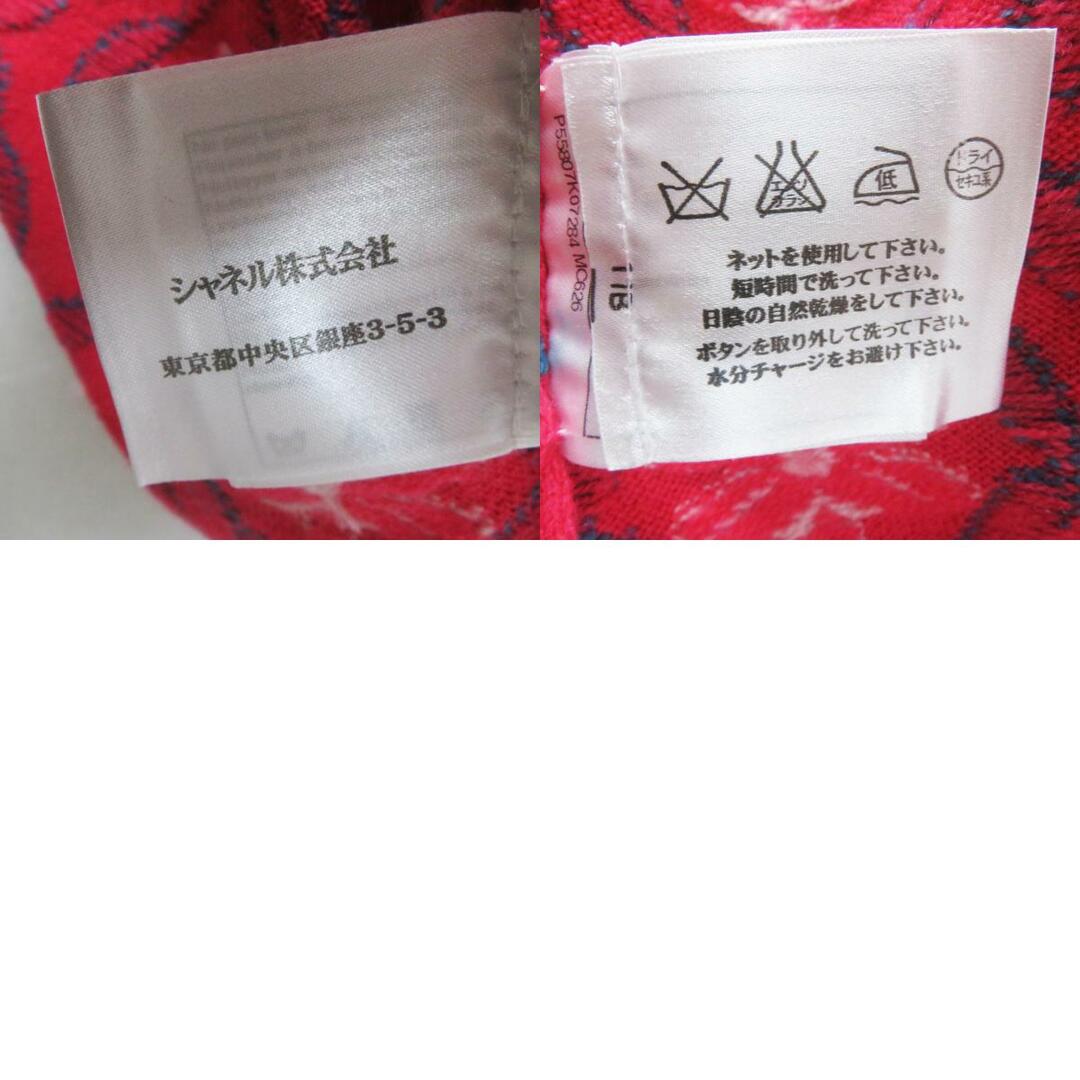 シャネル株式会社
東京都中央区銀座3-5-3
P55807K07284 MC626
エンソ
サラシ
低
ドライ
セキユ系
ネットを使用して下さい。
短時間で洗って下さい。
日陰の自然乾燥をして下さい。
ボタンを取り外して洗って下さい。
水分チャージをお避け下さい。